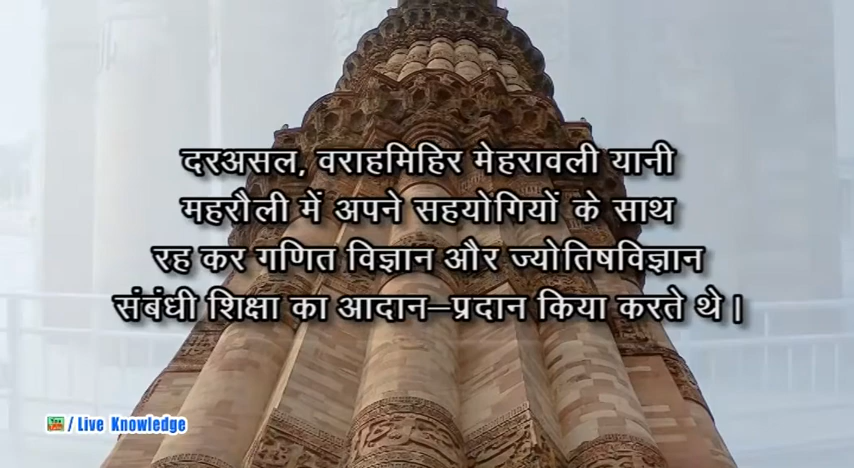 दरअसल, वराहमिहिर मेहरावली यानी
महरौली में अपने सहयोगियों के साथ
रह कर गणित विज्ञान और ज्योतिषविज्ञान
संबंधी शिक्षा का आदान–प्रदान किया करते थे।
/ Live Knowledge